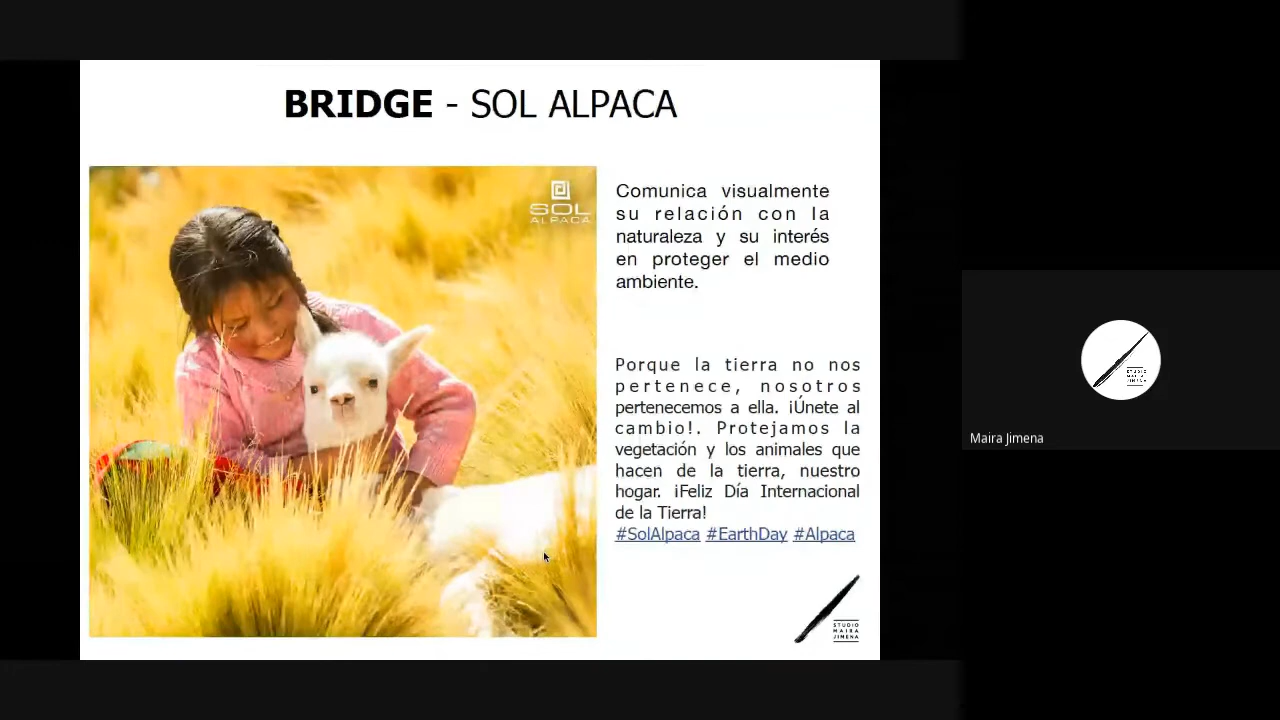 BRIDGE - SOL ALPACA
SOL
ALPACA
Comunica visualmente
su relación con la
naturaleza y su interés
en proteger el medio
ambiente.
Porque la tierra no nos
pertenece, nosotros
pertenecemos a ella. ¡Únete al
cambio!. Protejamos la
vegetación y los animales que
hacen de la tierra, nuestro
hogar. ¡Feliz Día Internacional
de la Tierra!
#SolAlpaca #EarthDay #Alpaca
STUDIO
MAIRA
JIMENA
STUDIO
MAIRA
JIMENA
Maira Jimena